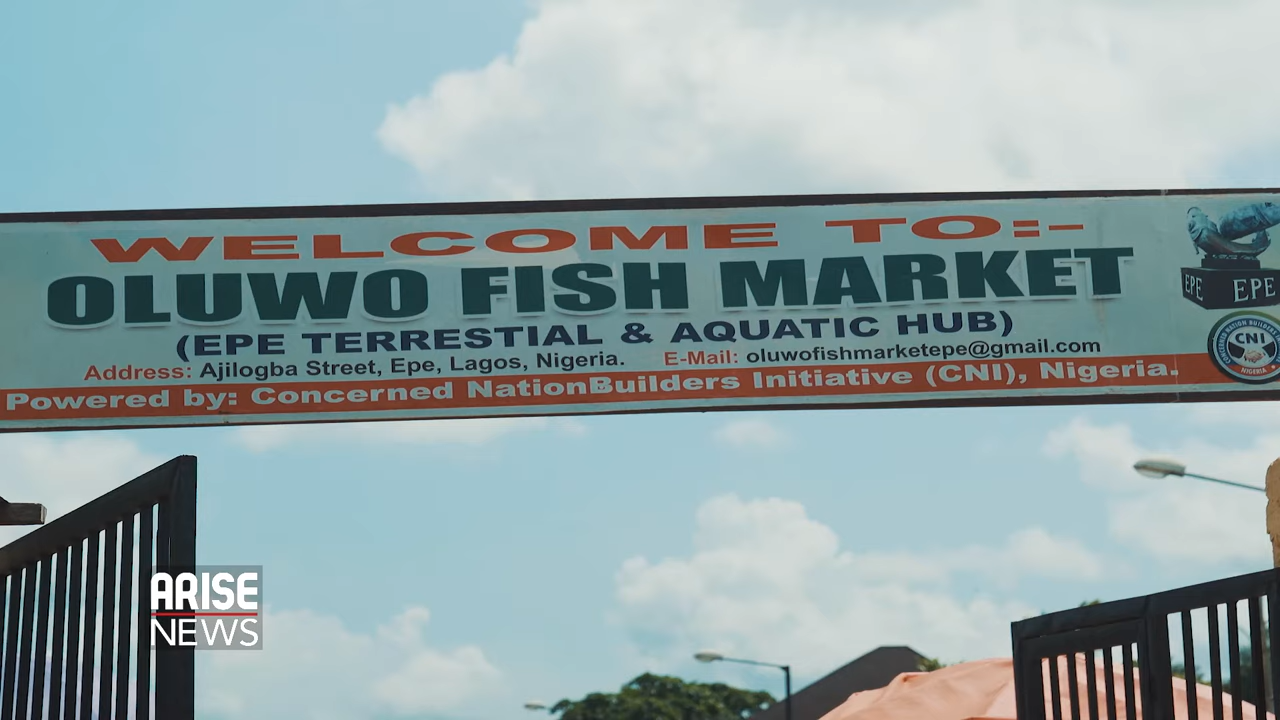 WELCOME TO:-
OLUWO FISH MARKET
(EPE TERRESTIAL & AQUATIC HUB)
Address: Ajilogba Street, Epe, Lagos, Nigeria. E-Mail: oluwofishmarketepe@gmail.com
Powered by: Concerned NationBuilders Initiative (CNI), Nigeria.
EPE EPE
CNI
NIGERIA
ARISE
NEWS